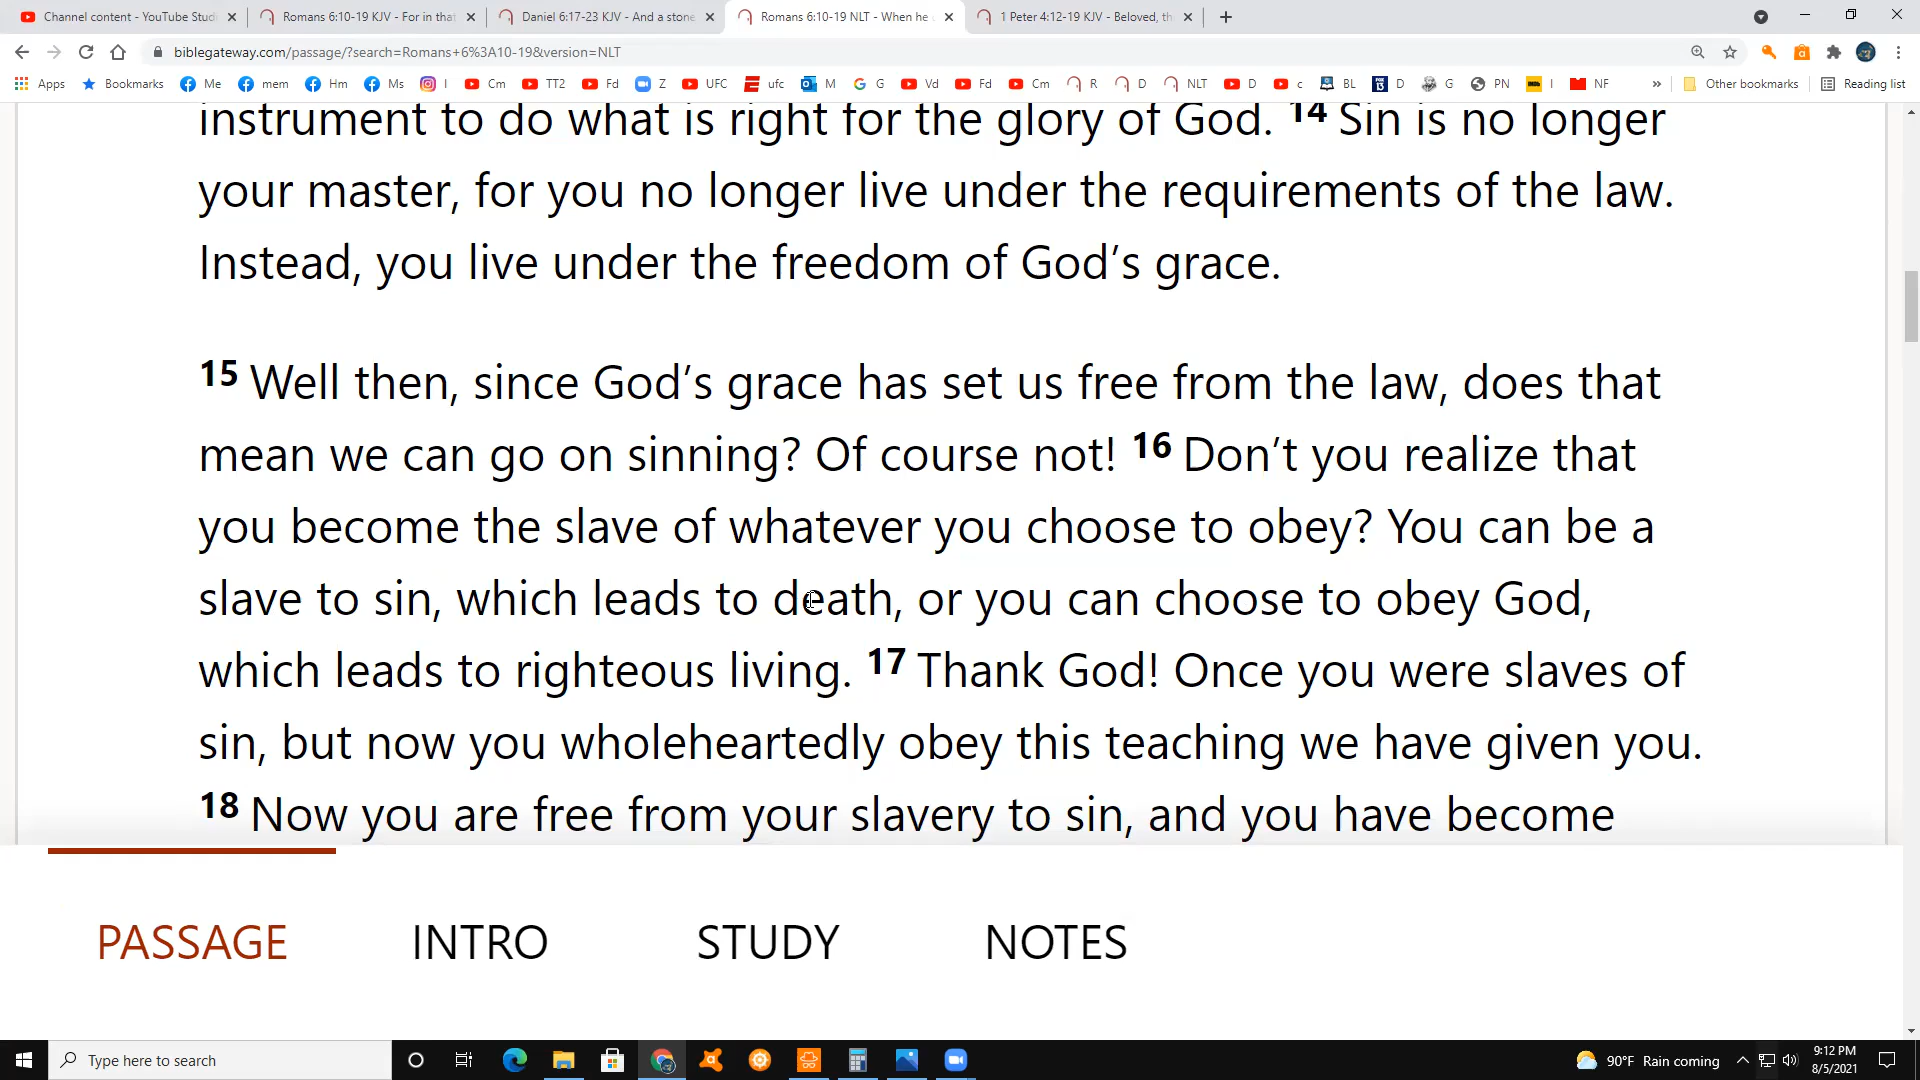 Channel content - YouTube Studi
Romans 6:10-19 KJV - For in that
Daniel 6:17-23 KJV - And a stone
Romans 6:10-19 NLT - When he
1 Peter 4:12-19 KJV - Beloved, th
biblegateway.com/passage/?search=Romans+6%3A10-19&version=NLT
Apps Bookmarks Me mem Hm Ms I Cm TT2 Fd Z UFC ufc M G Vd Fd Cm R D NLT D c BL D G PN I NF » Other bookmarks Reading list
instrument to do what is right for the glory of God. 14 Sin is no longer
your master, for you no longer live under the requirements of the law.
Instead, you live under the freedom of God’s grace.
15 Well then, since God’s grace has set us free from the law, does that
mean we can go on sinning? Of course not! 16 Don’t you realize that
you become the slave of whatever you choose to obey? You can be a
slave to sin, which leads to death, or you can choose to obey God,
which leads to righteous living. 17 Thank God! Once you were slaves of
sin, but now you wholeheartedly obey this teaching we have given you.
18 Now you are free from your slavery to sin, and you have become
PASSAGE INTRO STUDY NOTES
Type here to search
90°F Rain coming
9:12 PM
8/5/2021